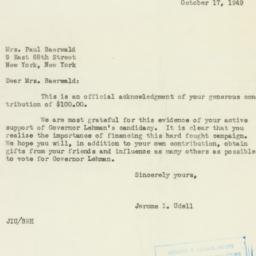 October 17, 1949
Mrs. Paul Baerwald
9 East 68th Street
New York, New York
Dear Mrs. Baerwald:
This is an official acknowledgment of your generous con-
tribution of $100.00.
We are most grateful for this evidence of your active
support of Governor Lehman's candidacy. It is clear that you
realize the importance of financing this hard fought campaign.
We hope you will, in addition to your own contribution, obtain
gifts from your friends and influence as many others as possible
to vote for Governor Lehman.
Sincerely yours,
Jerome I. Udell
JIU/BSH